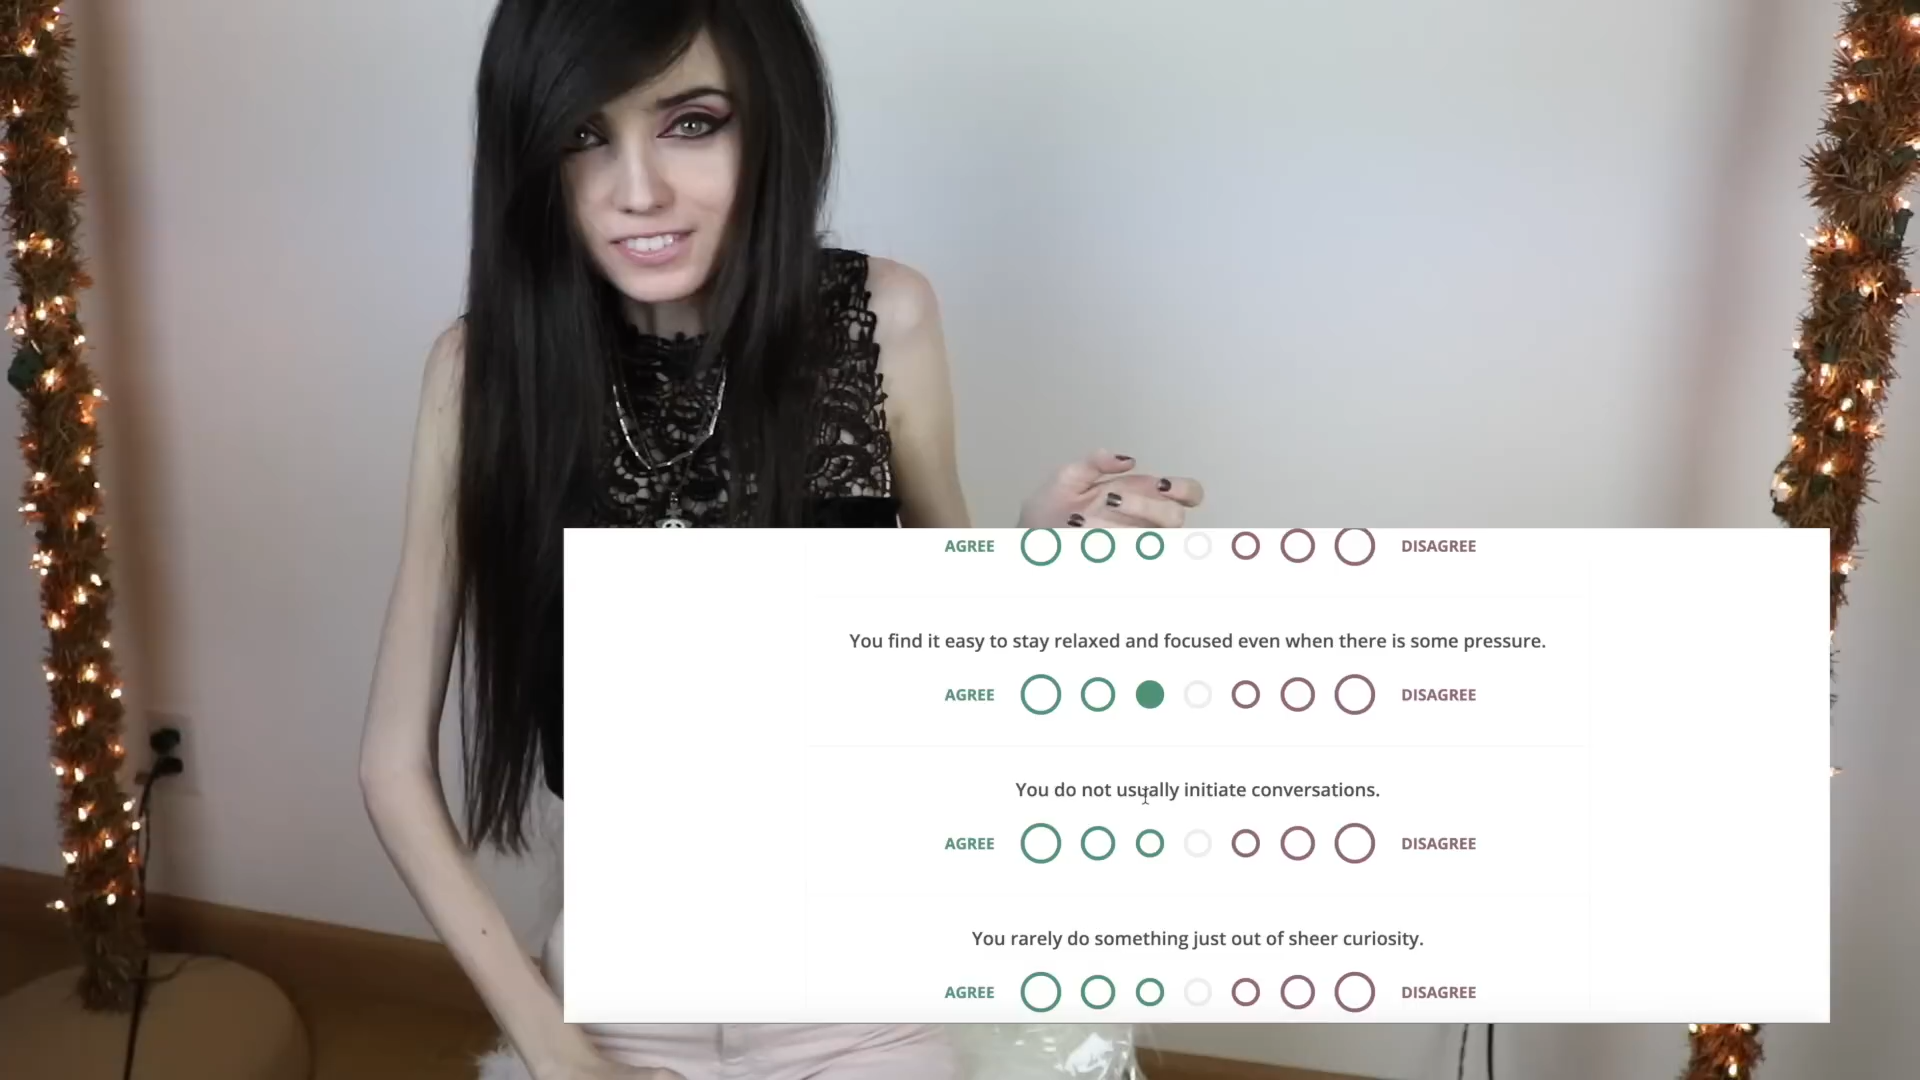 AGREE DISAGREE
You find it easy to stay relaxed and focused even when there is some pressure.
AGREE DISAGREE
You do not usually initiate conversations.
AGREE DISAGREE
You rarely do something just out of sheer curiosity.
AGREE DISAGREE